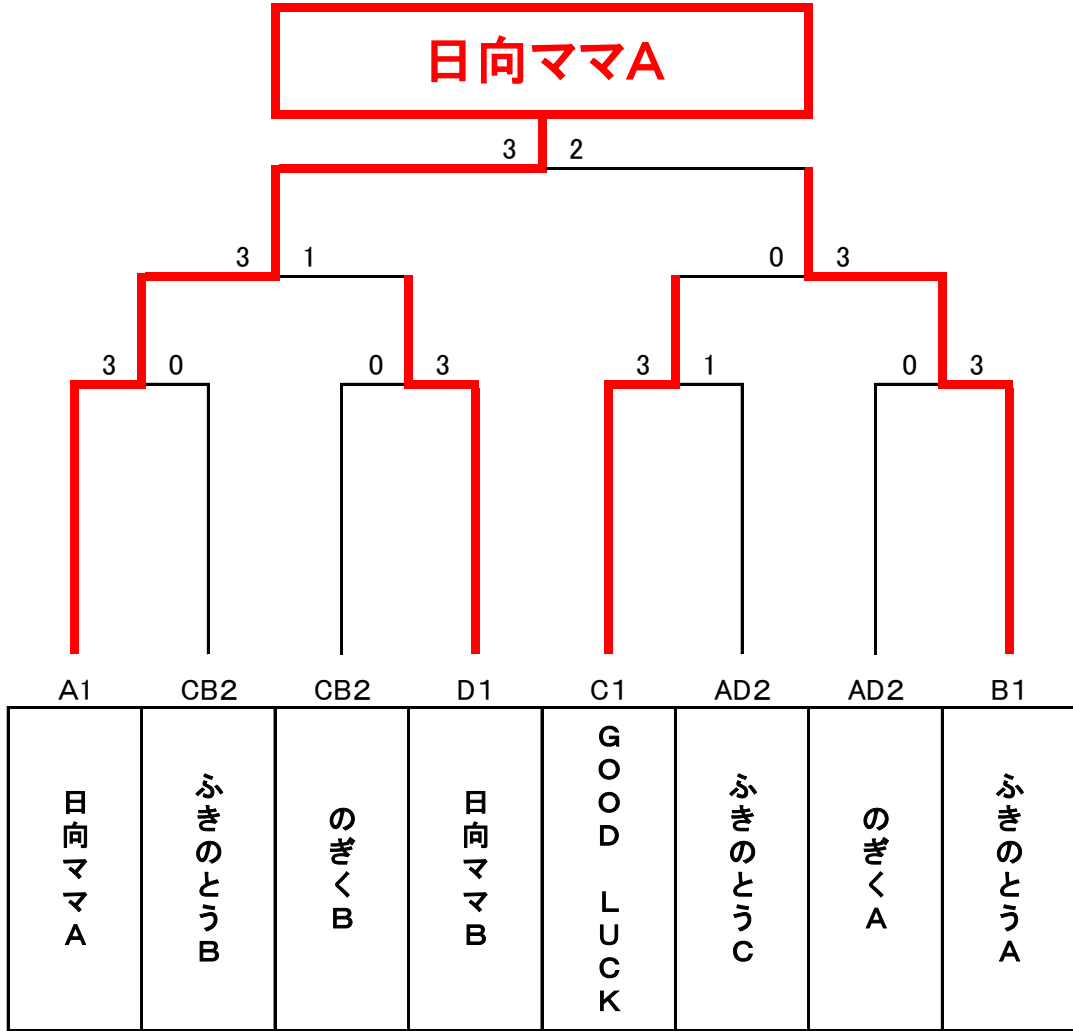 日向ママA
3 2
3 1 0 3
3 0 0 3 3 1 0 3
A1 CB2 CB2 D1 C1 AD2 AD2 B1
日向ママA
ふきのとうB
のぎくB
日向ママB
GOOD LUCK
ふきのとうC
のぎくA
ふきのとうA